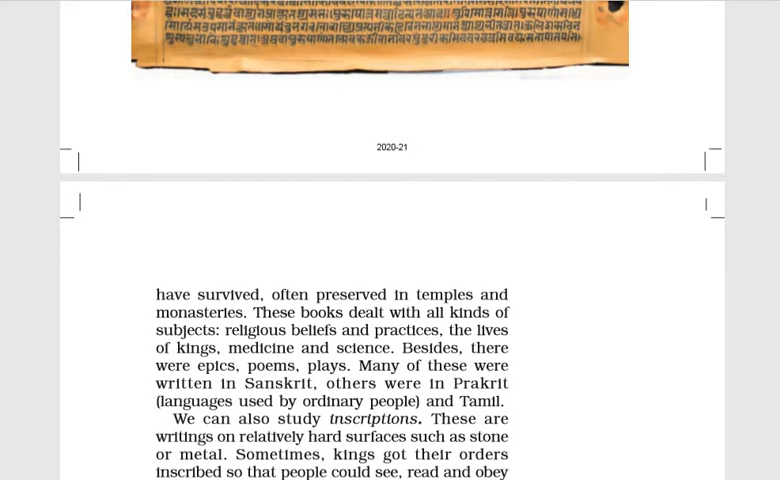 2020-21
have survived, often preserved in temples and
monasteries. These books dealt with all kinds of
subjects: religious beliefs and practices, the lives
of kings, medicine and science. Besides, there
were epics, poems, plays. Many of these were
written in Sanskrit, others were in Prakrit
(languages used by ordinary people) and Tamil.
We can also study inscriptions. These are
writings on relatively hard surfaces such as stone
or metal. Sometimes, kings got their orders
inscribed so that people could see, read and obey